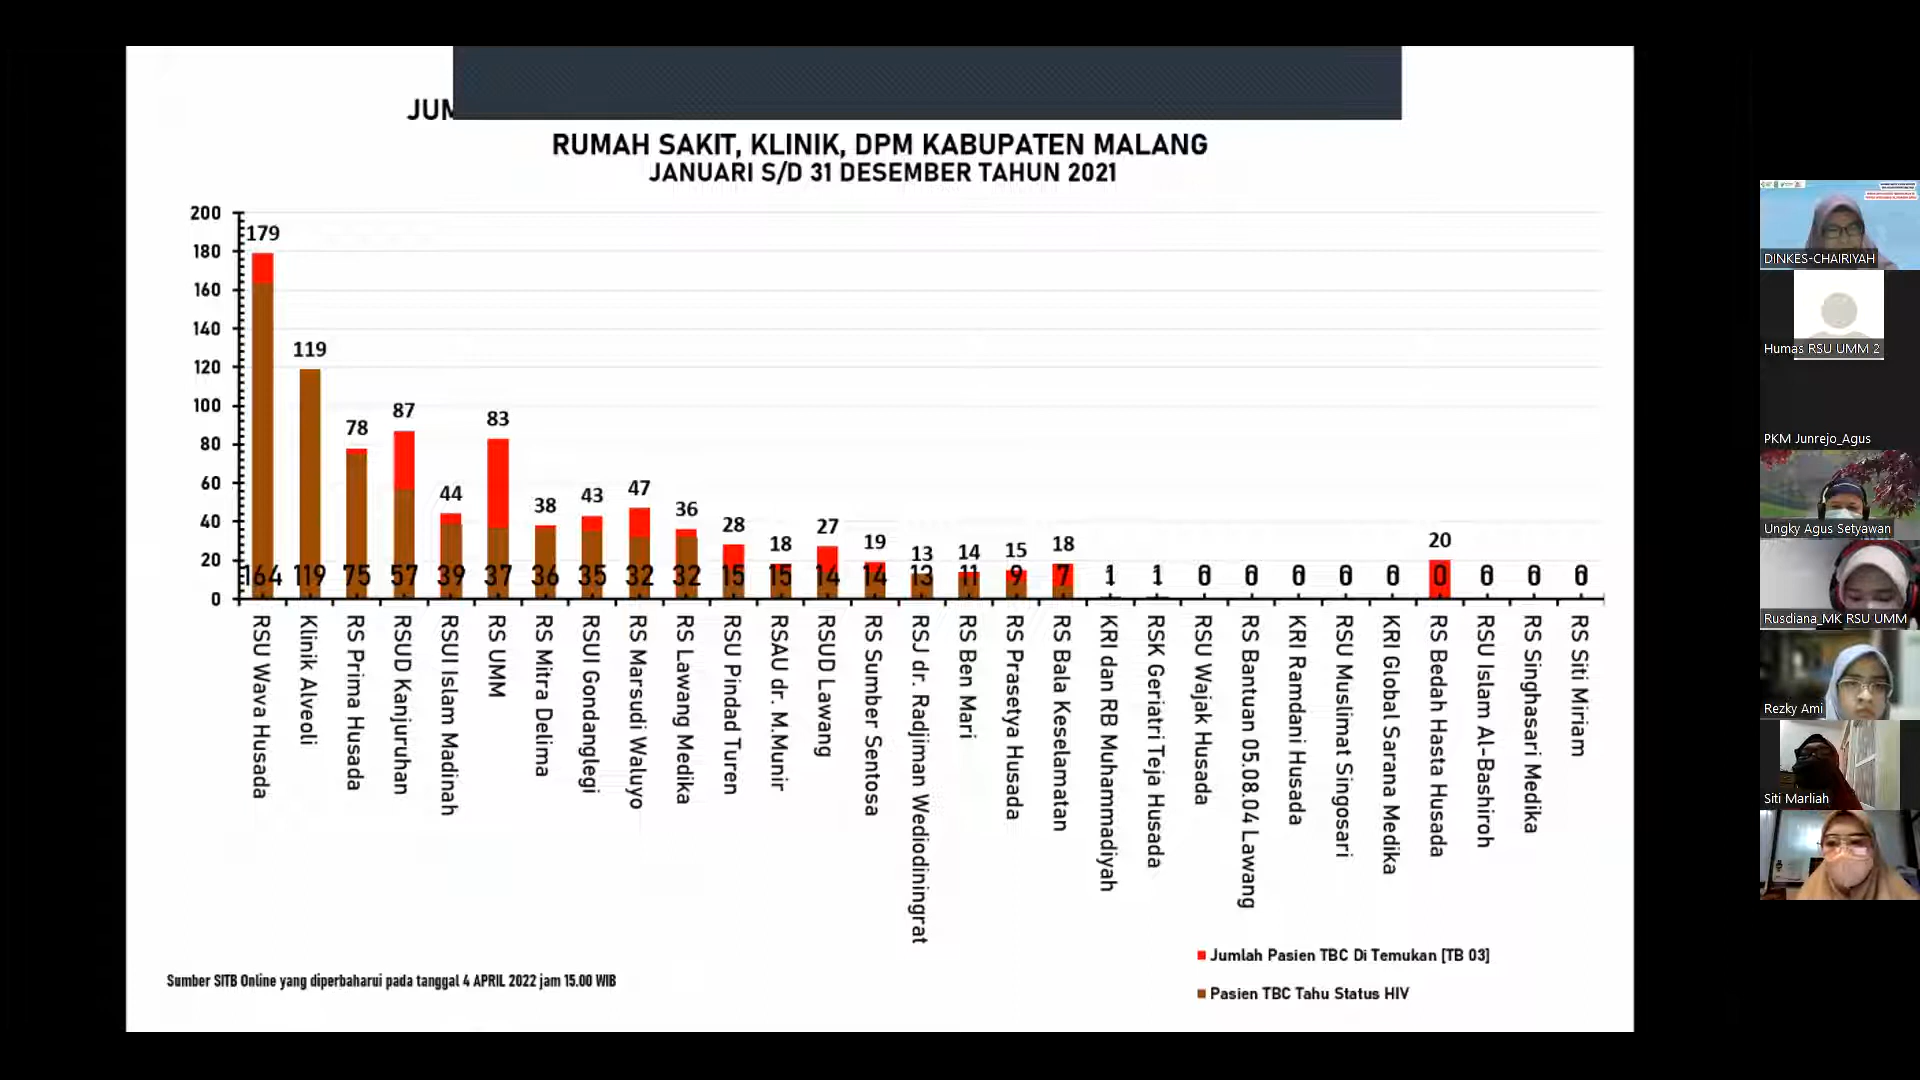 JUM
RUMAH SAKIT, KLINIK, DPM KABUPATEN MALANG
JANUARI S/D 31 DESEMBER TAHUN 2021
200
180
160
140
120
100
80
60
40
20
0
179
119
78
87
44
83
38
43
47
36
28
18
27
19
13
14
15
18
20
164
119
75
57
39
37
36
35
32
32
15
15
14
14
13
11
9
7
1
1
0
0
0
0
0
0
0
0
0
RSU Wava Husada
Klinik Alveoli
RS Prima Husada
RSUD Kanjuruhan
RSUI Islam Madinah
RS UMM
RS Mitra Delima
RSUI Gondanglegi
RS Marsudi Waluyo
RS Lawang Medika
RSU Pindad Turen
RSAU dr. M.Munir
RSUD Lawang
RS Sumber Sentosa
RSJ dr. Radjiman Wediodiningrat
RS Ben Mari
RS Prasetya Husada
RS Bala Keselamatan
KRI dan RB Muhammadiyah
RSK Geriatri Teja Husada
RSU Wajak Husada
RS Bantuan 05.08.04 Lawang
KRI Ramdani Husada
RSU Muslimat Singosari
KRI Global Sarana Medika
RS Bedah Hasta Husada
RSU Islam Al-Bashiroh
RS Singhasari Medika
RS Siti Miriam
Jumlah Pasien TBC Di Temukan [TB 03]
Pasien TBC Tahu Status HIV
Sumber SITB Online yang diperbaharui pada tanggal 4 APRIL 2022 jam 15.00 WIB
DINKES-CHAIRIYAH
Humas RSU UMM 2
PKM Junrejo_Agus
Ungky Agus Setyawan
Rusdiana_MK RSU UMM
Rezky Ami
Siti Marliah